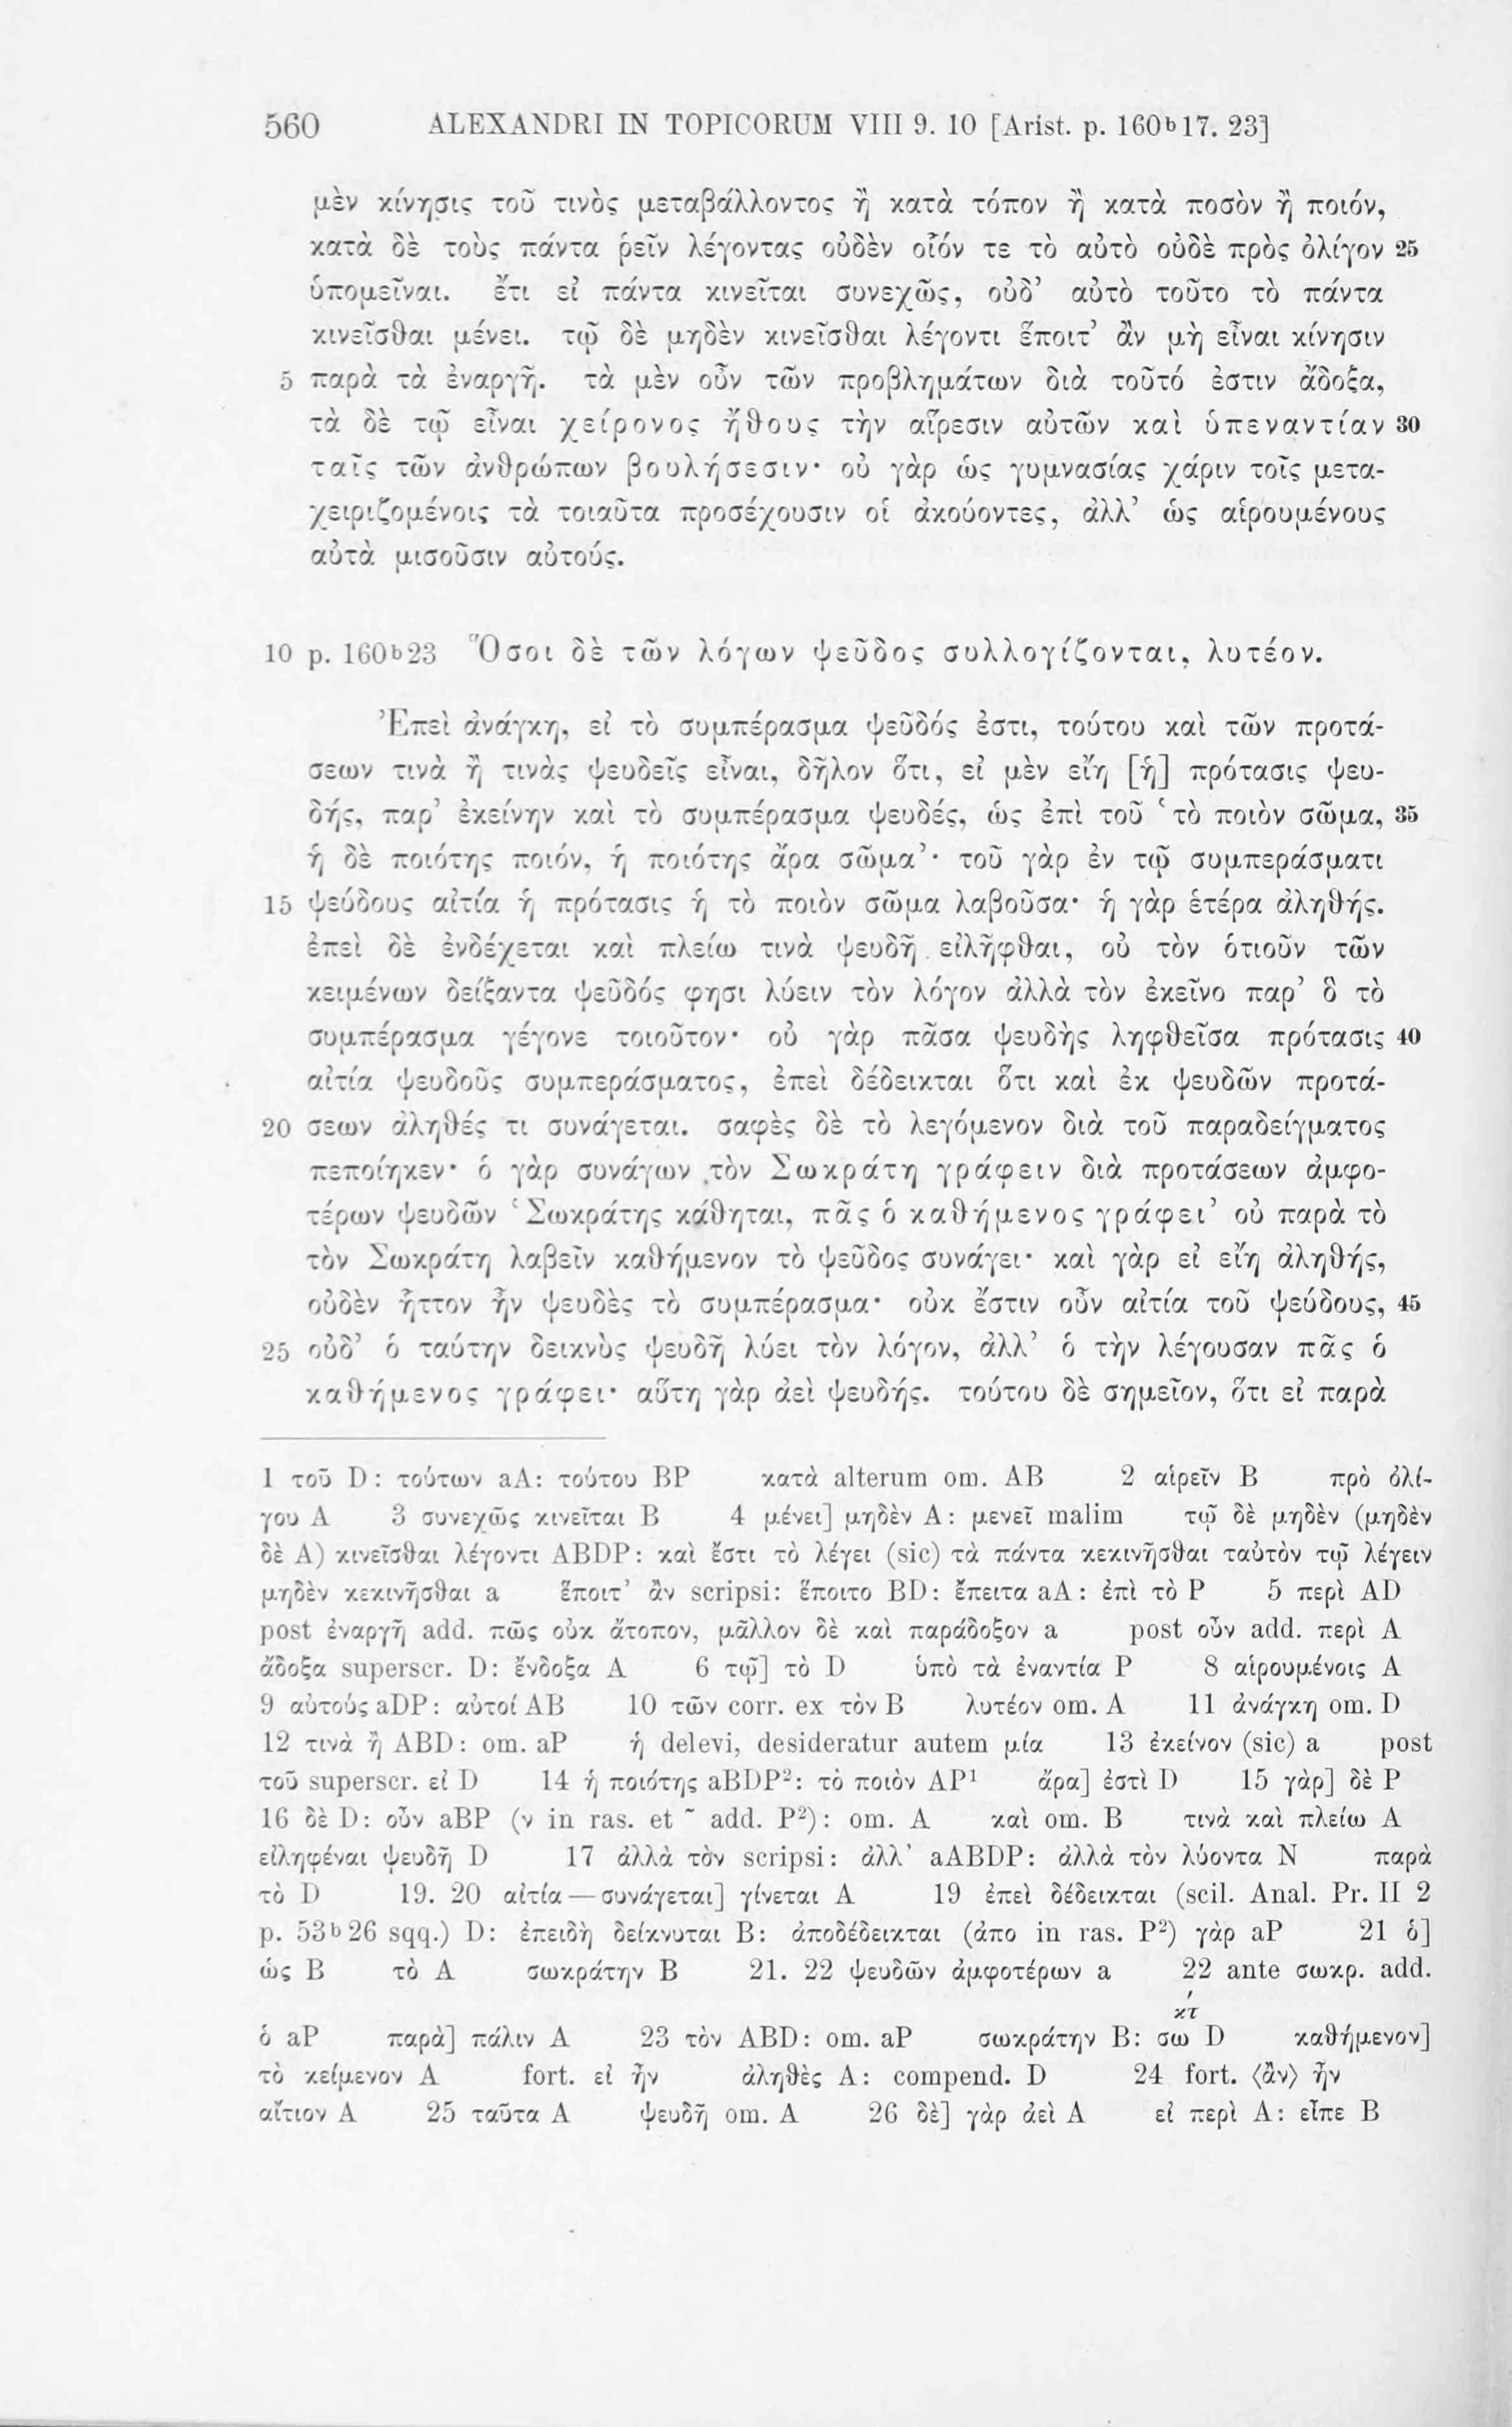 560 ALEXANDRI IN TOPICORUM VIII 9. 10 [Arist. p. 160b17. 23]
μὲν κίνησις τοῦ τινὸς μεταβάλλοντος ἢ κατὰ τόπον ἢ κατὰ ποσὸν ἢ ποιόν,
κατὰ δὲ τοὺς πάντα ῥεῖν λέγοντας οὐδὲν οἷόν τε τὸ αὐτὸ οὐδὲ πρὸς ὀλίγον 25
ὑπομεῖναι. ἔτι εἰ πάντα κινεῖται συνεχῶς, οὐδ’ αὐτὸ τοῦτο τὸ πάντα
κινεῖσθαι μένει. τῷ δὲ μηδὲν κινεῖσθαι λέγοντι ἕποιτ’ ἂν μὴ εἶναι κίνησιν
5 παρὰ τὰ ἐναργῆ. τὰ μὲν οὖν τῶν προβλημάτων διὰ τοῦτό ἐστιν ἄδοξα,
τὰ δὲ τῷ εἶναι χείρονος ἤθους τὴν αἵρεσιν αὐτῶν καὶ ὑπεναντίαν 30
ταῖς τῶν ἀνθρώπων βουλήσεσιν· οὐ γὰρ ὡς γυμνασίας χάριν τοῖς μετα-
χειριζομένοις τὰ τοιαῦτα προσέχουσιν οἱ ἀκούοντες, ἀλλ’ ὡς αἱρουμένους
αὐτὰ μισοῦσιν αὐτούς.
10 p. 160b23 Ὅσοι δὲ τῶν λόγων ψεῦδος συλλογίζονται, λυτέον.
Ἐπεὶ ἀνάγκη, εἰ τὸ συμπέρασμα ψεῦδός ἐστι, τούτου καὶ τῶν προτά-
σεων τινὰ ἢ τινὰς ψευδεῖς εἶναι, δῆλον ὅτι, εἰ μὲν εἴη [ἡ] πρότασις ψευ-
δής, παρ’ ἐκείνην καὶ τὸ συμπέρασμα ψευδές, ὡς ἐπὶ τοῦ ‘τὸ ποιὸν σῶμα, 35
ἡ δὲ ποιότης ποιόν, ἡ ποιότης ἄρα σῶμα’· τοῦ γὰρ ἐν τῷ συμπεράσματι
15 ψεύδους αἰτία ἡ πρότασις ἡ τὸ ποιὸν σῶμα λαβοῦσα· ἡ γὰρ ἑτέρα ἀληθής.
ἐπεὶ δὲ ἐνδέχεται καὶ πλείω τινὰ ψευδῆ εἰλῆφθαι, οὐ τὸν ὁτιοῦν τῶν
κειμένων δείξαντα ψεῦδός φησι λύειν τὸν λόγον ἀλλὰ τὸν ἐκεῖνο παρ’ ὃ τὸ
συμπέρασμα γέγονε τοιοῦτον· οὐ γὰρ πᾶσα ψευδὴς ληφθεῖσα πρότασις 40
αἰτία ψευδοῦς συμπεράσματος, ἐπεὶ δέδεικται ὅτι καὶ ἐκ ψευδῶν προτά-
20 σεων ἀληθές τι συνάγεται. σαφὲς δὲ τὸ λεγόμενον διὰ τοῦ παραδείγματος
πεποίηκεν· ὁ γὰρ συνάγων τὸν Σωκράτη γράφειν διὰ προτάσεων ἀμφο-
τέρων ψευδῶν ‘Σωκράτης κάθηται, πᾶς ὁ καθήμενος γράφει’ οὐ παρὰ τὸ
τὸν Σωκράτη λαβεῖν καθήμενον τὸ ψεῦδος συνάγει· καὶ γὰρ εἰ εἴη ἀληθής,
οὐδὲν ἧττον ἦν ψευδὲς τὸ συμπέρασμα· οὐκ ἔστιν οὖν αἰτία τοῦ ψεύδους, 45
25 οὐδ’ ὁ ταύτην δεικνὺς ψευδῆ λύει τὸν λόγον, ἀλλ’ ὁ τὴν λέγουσαν πᾶς ὁ
καθήμενος γράφει· αὕτη γὰρ ἀεὶ ψευδής. τούτου δὲ σημεῖον, ὅτι εἰ παρὰ
1 τοῦ D: τούτων aA: τούτου BP κατὰ alterum om. AB 2 αἱρεῖν B πρὸ ὀλί-
γου A 3 συνεχῶς κινεῖται B 4 μένει] μηδὲν A: μενεῖ malim τῷ δὲ μηδὲν (μηδὲν
δὲ A) κινεῖσθαι λέγοντι ABDP: καὶ ἔστι τὸ λέγει (sic) τὰ πάντα κεκινῆσθαι ταὐτὸν τῷ λέγειν
μηδὲν κεκινῆσθαι a ἕποιτ’ ἂν scripsi: ἕποιτο BD: ἔπειτα aA: ἐπὶ τὸ P 5 περὶ AD
post ἐναργῆ add. πῶς οὐκ ἄτοπον, μᾶλλον δὲ καὶ παράδοξον a post οὖν add. περὶ A
ἄδοξα superscr. D: ἔνδοξα A 6 τῷ] τὸ D ὑπὸ τὰ ἐναντία P 8 αἱρουμένοις A
9 αὐτούς aDP: αὐτοί AB 10 τῶν corr. ex τὸν B λυτέον om. A 11 ἀνάγκη om. D
12 τινὰ ἢ ABD: om. aP ἡ delevi, desideratur autem μία 13 ἐκείνον (sic) a post
τοῦ superscr. εἰ D 14 ἡ ποιότης aBDP²: τὸ ποιὸν AP¹ ἄρα] ἐστὶ D 15 γὰρ] δὲ P
16 δὲ D: οὖν aBP (ν in ras. et ~ add. P²): om. A καὶ om. B τινὰ καὶ πλείω A
εἰληφέναι ψευδῆ D 17 ἀλλὰ τὸν scripsi: ἀλλ’ aABDP: ἀλλὰ τὸν λύοντα N παρὰ
τὸ D 19. 20 αἰτία — συνάγεται] γίνεται A 19 ἐπεὶ δέδεικται (scil. Anal. Pr. II 2
p. 53b26 sqq.) D: ἐπειδὴ δείκνυται B: ἀποδέδεικται (ἀπο in ras. P²) γὰρ aP 21 ὁ]
ὡς B τὸ A σωκράτην B 21. 22 ψευδῶν ἀμφοτέρων a 22 ante σωκρ. add.
ὁ aP παρὰ] πάλιν A 23 τὸν ABD: om. aP σωκράτην B: σω κτ́ D καθήμενον]
τὸ κείμενον A fort. εἰ ἦν ἀληθὲς A: compend. D 24 fort. ⟨ἂν⟩ ἦν
αἴτιον A 25 ταῦτα A ψευδῆ om. A 26 δὲ] γὰρ ἀεὶ A εἰ περὶ A: εἶπε B